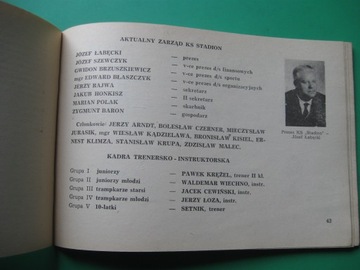 AKTUALNY ZARZĄD KS STADION
JÓZEF ŁABĘCKI — prezes
JÓZEF SZEWCZYK — v-ce prezes d/s finansowych
GWIDON BRZUSZKIEWICZ — v-ce prezes d/s sportu
mgr EDWARD BŁASZCZYK — v-ce prezes d/s organizacyjnych
JERZY RAJWA — sekretarz
JAKUB HONKISZ — II sekretarz
MARIAN POLAK — skarbnik
ZYGMUNT BARON — gospodarz
Prezes KS „Stadion”
Józef Łabęcki
Członkowie: JERZY ARNDT, BOLESŁAW CZERNER, MIECZYSŁAW
JURASIK, mgr WIESŁAW KĄDZIELAWA, BRONISŁAW KISIEL, ER-
NEST KLIMZA, STANISŁAW KRUPA, ZDZISŁAW MALEC.
KADRA TRENERSKO - INSTRUKTORSKA
Grupa I juniorzy — PAWEŁ KRĘŻEL, trener II kl.
Grupa II juniorzy młodsi — WALDEMAR WIECHNO, instr.
Grupa III trampkarze starsi — JACEK CEWIŃSKI, instr.
Grupa IV trampkarze młodsi — JERZY ŁOZA, instr.
Grupa V 10-latki — SETNIK, trener
63